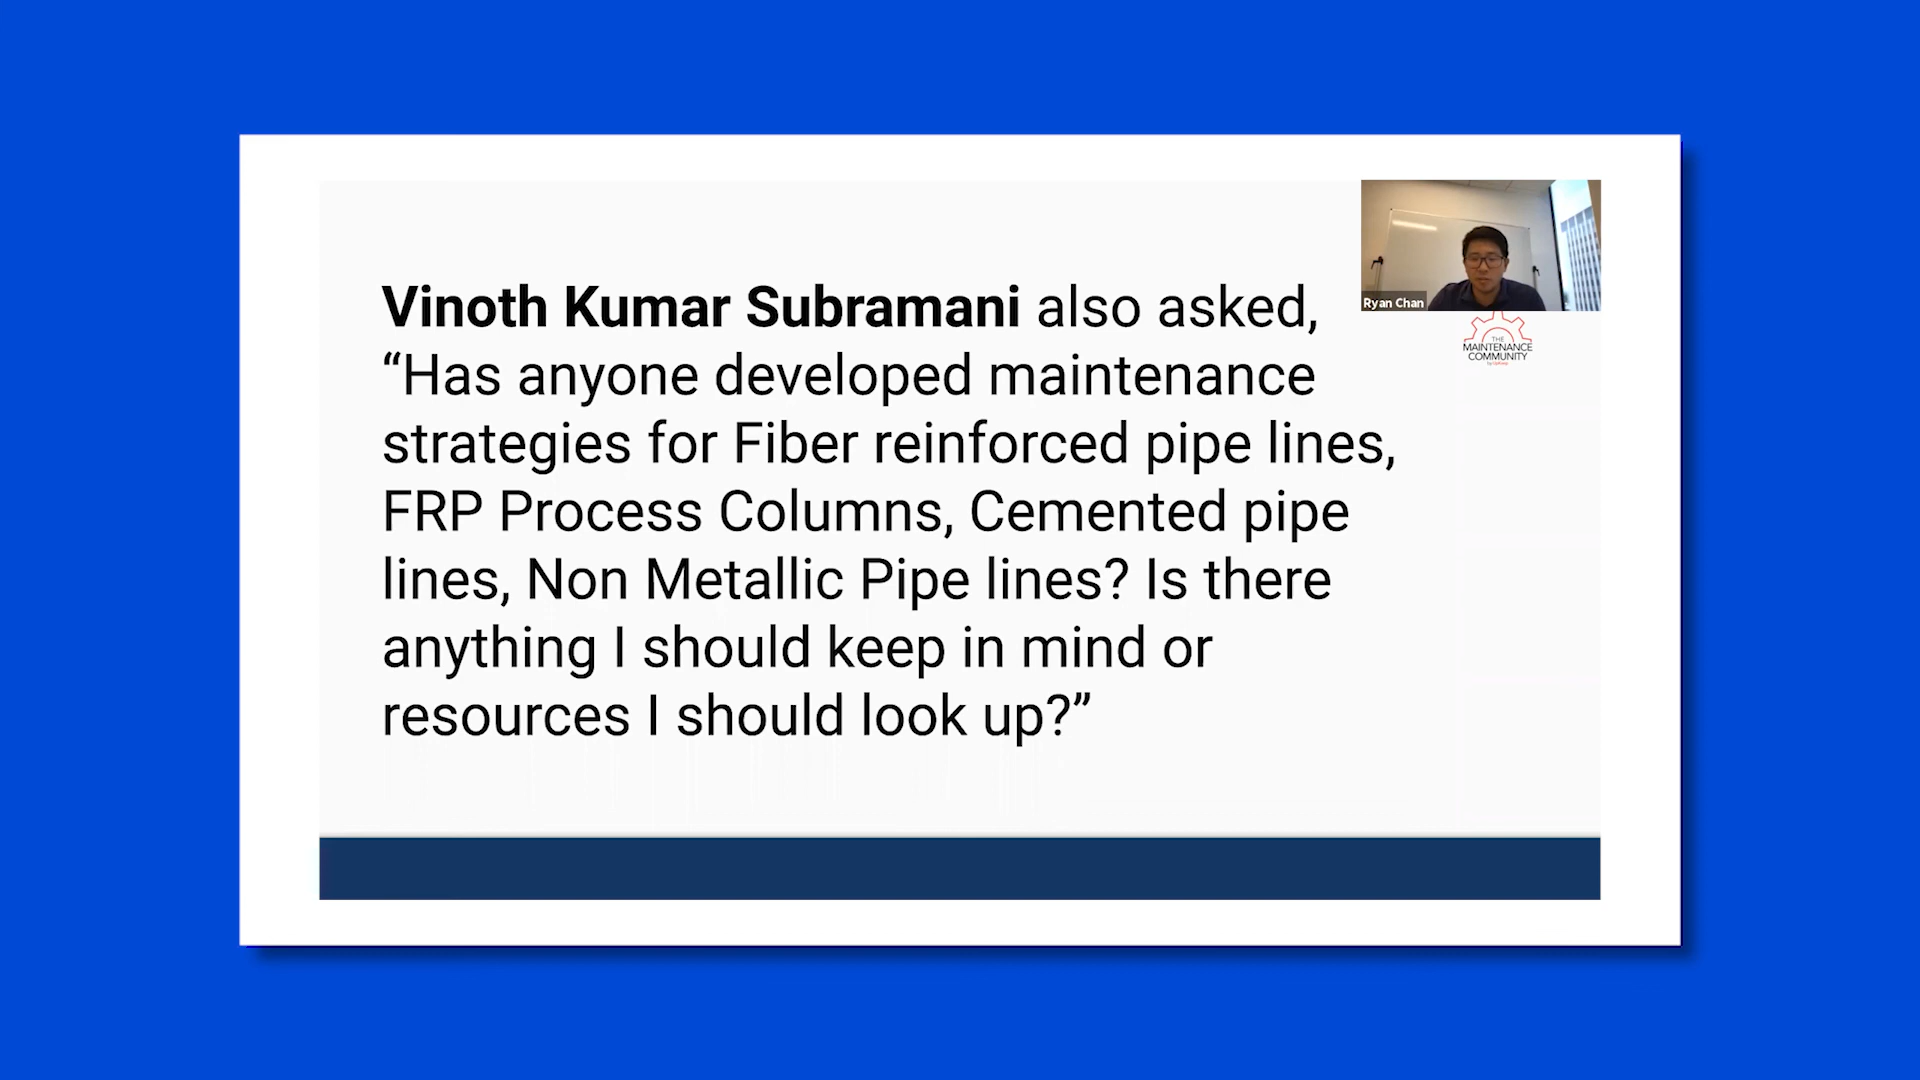 Vinoth Kumar Subramani also asked,
“Has anyone developed maintenance
strategies for Fiber reinforced pipe lines,
FRP Process Columns, Cemented pipe
lines, Non Metallic Pipe lines? Is there
anything I should keep in mind or
resources I should look up?”
Ryan Chan
THE
MAINTENANCE
COMMUNITY